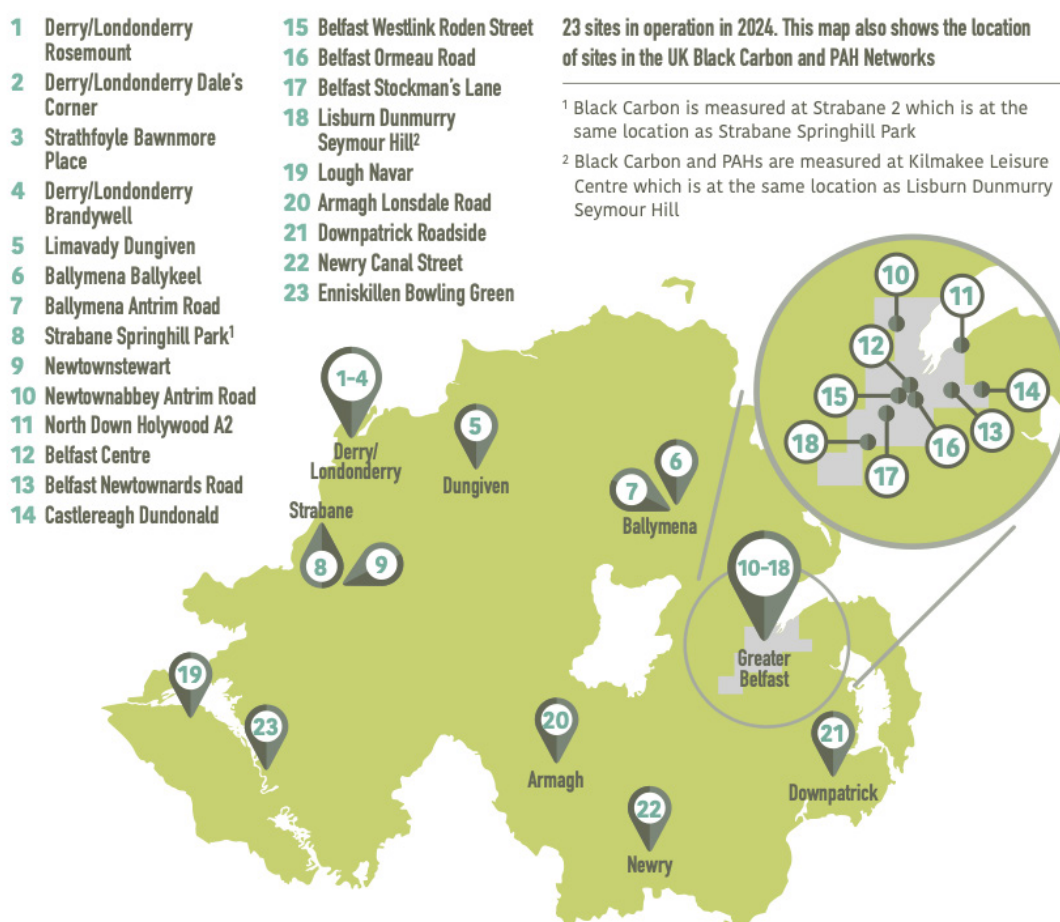 1 Derry/Londonderry
Rosemount
2 Derry/Londonderry Dale's
Corner
3 Strathfoyle Bawnmore
Place
4 Derry/Londonderry
Brandywell
5 Limavady Dungiven
6 Ballymena Ballykeel
7 Ballymena Antrim Road
8 Strabane Springhill Park¹
9 Newtownstewart
10 Newtownabbey Antrim Road
11 North Down Holywood A2
12 Belfast Centre
13 Belfast Newtownards Road
14 Castlereagh Dundonald
15 Belfast Westlink Roden Street
16 Belfast Ormeau Road
17 Belfast Stockman's Lane
18 Lisburn Dunmurry
Seymour Hill²
19 Lough Navar
20 Armagh Lonsdale Road
21 Downpatrick Roadside
22 Newry Canal Street
23 Enniskillen Bowling Green
23 sites in operation in 2024. This map also shows the location
of sites in the UK Black Carbon and PAH Networks
¹ Black Carbon is measured at Strabane 2 which is at the
same location as Strabane Springhill Park
² Black Carbon and PAHs are measured at Kilmakee Leisure
Centre which is at the same location as Lisburn Dunmurry
Seymour Hill
10
11
12
14
15
13
16
18
17
1-4
Derry/
Londonderry
5
Dungiven
6
7
Ballymena
Strabane
8
9
10-18
Greater
Belfast
19
23
20
Armagh
21
Downpatrick
22
Newry